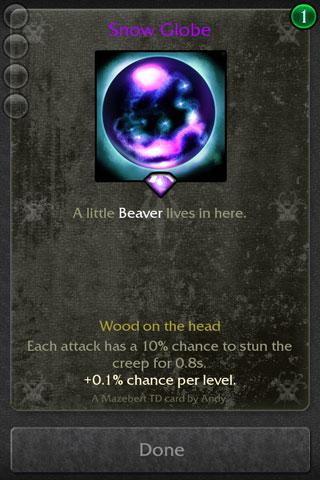 Snow Globe
1
A little Beaver lives in here.
Wood on the head
Each attack has a 10% chance to stun the
creep for 0.8s.
+0.1% chance per level.
A Mazebert TD card by Andy
Done